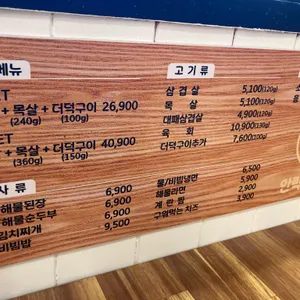 메뉴
ET
+ 목살 + 더덕구이 26,900
(240g) (100g)
ET
+ 목살 + 더덕구이 40,900
(360g) (150g)
고 기 류
삼 겹 살 5,100(120g)
목 살 5,100(120g)
대패삼겹살 4,900(120g)
육 회 10,900(130g)
더덕구이추가 7,600(100g)
사 류
해물된장 6,900
해물순두부 6,900
김치찌개 6,900
비빔밥 9,500
물/비빔냉면 6,500
해물라면 5,900
계 란 찜 2,900
구워먹는 치즈 3,900